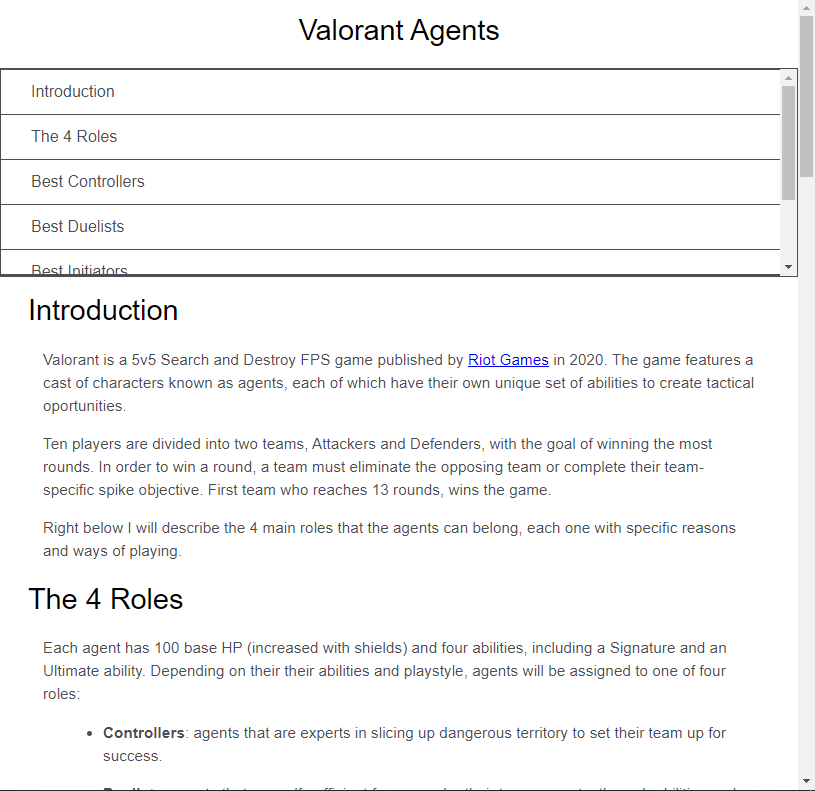 Valorant Agents
Introduction
The 4 Roles
Best Controllers
Best Duelists
Best Initiators
Introduction
Valorant is a 5v5 Search and Destroy FPS game published by Riot Games in 2020. The game features a
cast of characters known as agents, each of which have their own unique set of abilities to create tactical
oportunities.
Ten players are divided into two teams, Attackers and Defenders, with the goal of winning the most
rounds. In order to win a round, a team must eliminate the opposing team or complete their team-
specific spike objective. First team who reaches 13 rounds, wins the game.
Right below I will describe the 4 main roles that the agents can belong, each one with specific reasons
and ways of playing.
The 4 Roles
Each agent has 100 base HP (increased with shields) and four abilities, including a Signature and an
Ultimate ability. Depending on their their abilities and playstyle, agents will be assigned to one of four
roles:
• Controllers: agents that are experts in slicing up dangerous territory to set their team up for
success.